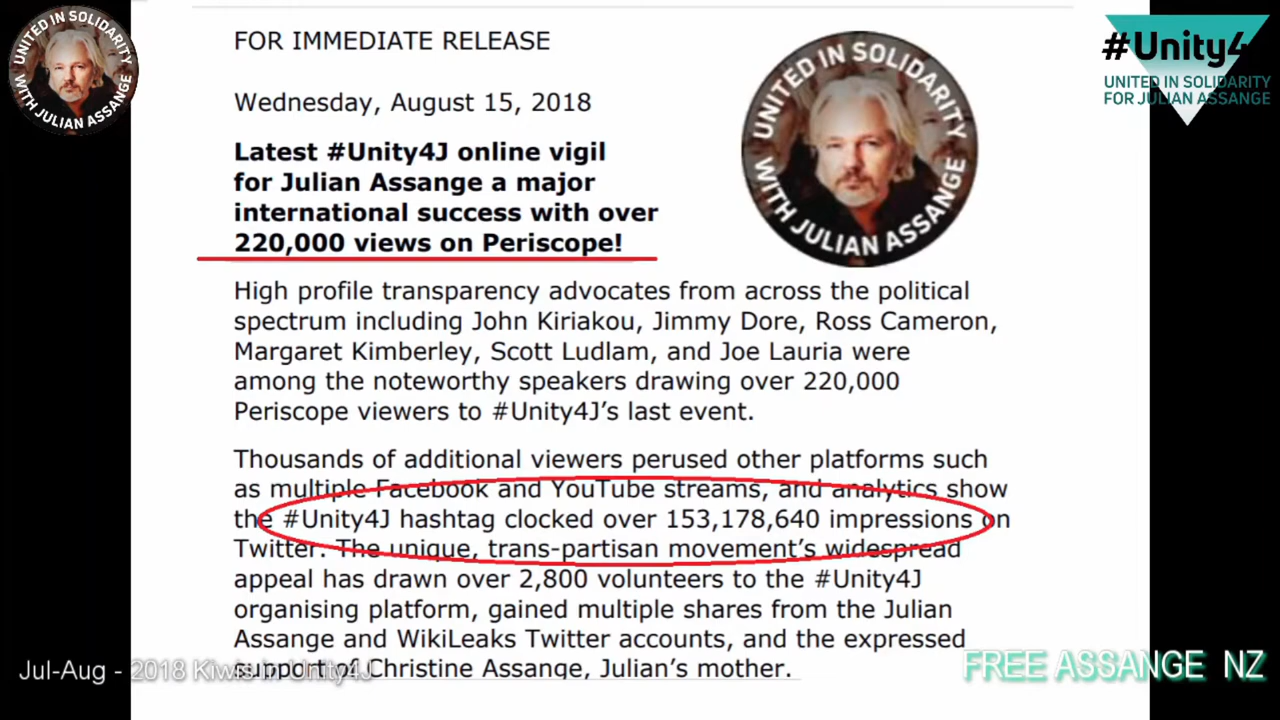 UNITED IN SOLIDARITY
WITH JULIAN ASSANGE
#Unity4
UNITED IN SOLIDARITY
FOR JULIAN ASSANGE
FOR IMMEDIATE RELEASE
Wednesday, August 15, 2018
UNITED IN SOLIDARITY
WITH JULIAN ASSANGE
Latest #Unity4J online vigil
for Julian Assange a major
international success with over
220,000 views on Periscope!
High profile transparency advocates from across the political
spectrum including John Kiriakou, Jimmy Dore, Ross Cameron,
Margaret Kimberley, Scott Ludlam, and Joe Lauria were
among the noteworthy speakers drawing over 220,000
Periscope viewers to #Unity4J’s last event.
Thousands of additional viewers perused other platforms such
as multiple Facebook and YouTube streams, and analytics show
the #Unity4J hashtag clocked over 153,178,640 impressions on
Twitter. The unique, trans-partisan movement’s widespread
appeal has drawn over 2,800 volunteers to the #Unity4J
organising platform, gained multiple shares from the Julian
Assange and WikiLeaks Twitter accounts, and the expressed
support of Christine Assange, Julian’s mother.
Jul-Aug - 2018 Kiwis in Unity4J
FREE ASSANGE NZ